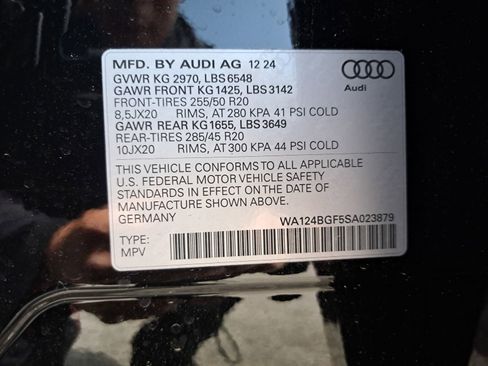 MFD. BY AUDI AG 12 24
GVWR KG 2970, LBS 6548
GAWR FRONT KG 1425, LBS 3142
FRONT-TIRES 255/50 R20
8,5JX20 RIMS, AT 280 KPA 41 PSI COLD
GAWR REAR KG 1655, LBS 3649
REAR-TIRES 285/45 R20
10JX20 RIMS, AT 300 KPA 44 PSI COLD
THIS VEHICLE CONFORMS TO ALL APPLICABLE
U.S. FEDERAL MOTOR VEHICLE SAFETY
STANDARDS IN EFFECT ON THE DATE OF
MANUFACTURE SHOWN ABOVE.
GERMANY WA124BGF5SA023879
TYPE:
MPV
Audi